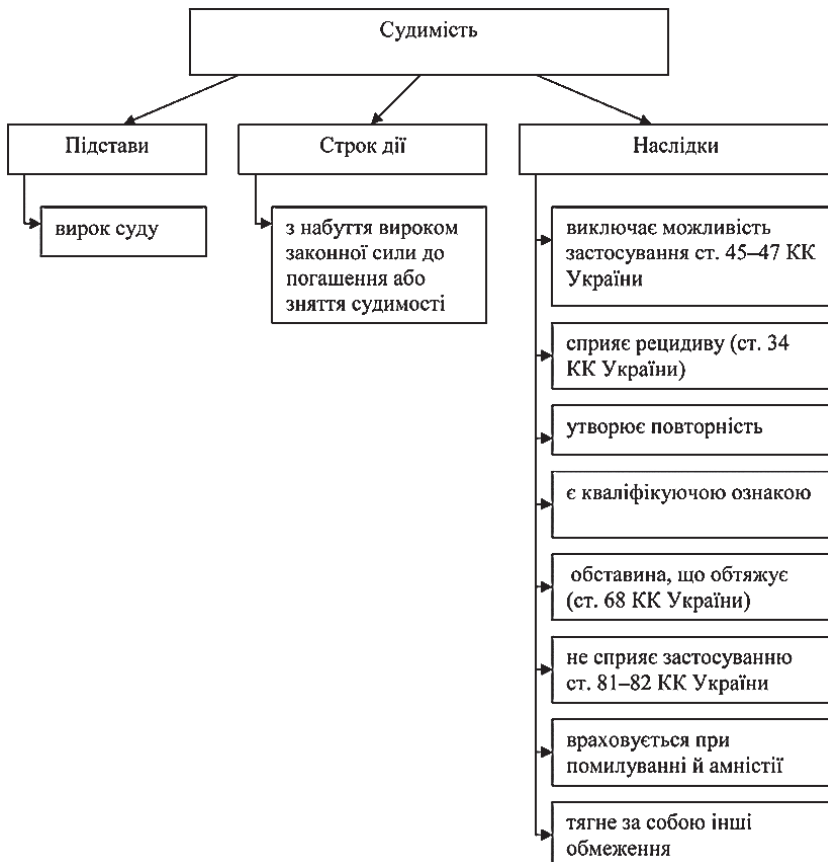 Судимість
Підстави
вирок суду
Строк дії
з набуття вироком
законної сили до
погашення або
зняття судимості
Наслідки
виключає можливість
застосування ст. 45–47 КК
України
сприяє рецидиву (ст. 34
КК України)
утворює повторність
є кваліфікуючою ознакою
обставина, що обтяжує
(ст. 68 КК України)
не сприяє застосуванню
ст. 81–82 КК України
враховується при
помилуванні й амністії
тягне за собою інші
обмеження